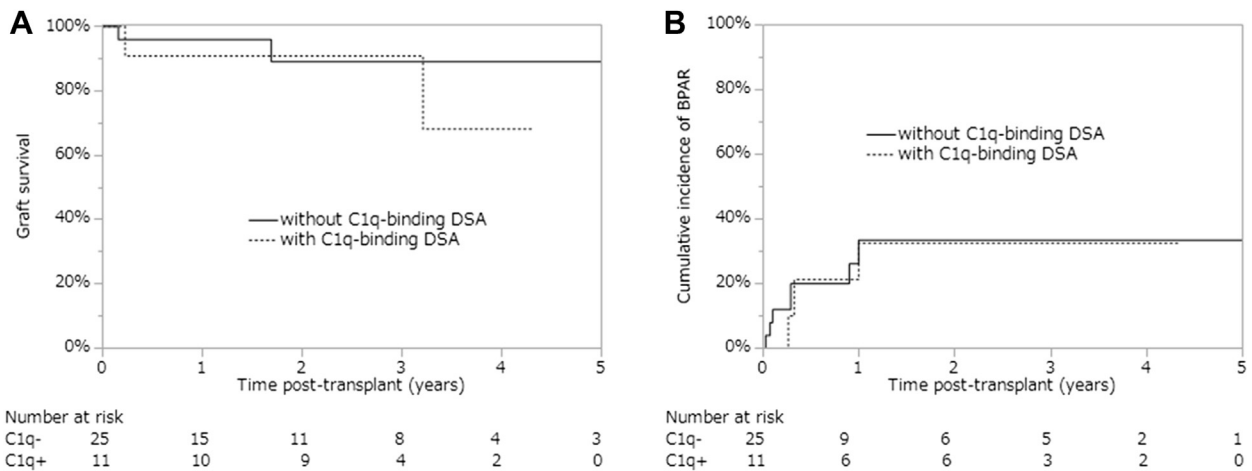 A
Graft survival
100%
80%
60%
40%
20%
0%
without C1q-binding DSA
with C1q-binding DSA
0 1 2 3 4 5
Time post-transplant (years)
Number at risk
C1q- 25 15 11 8 4 3
C1q+ 11 10 9 4 2 0
B
Cumulative incidence of BPAR
100%
80%
60%
40%
20%
0%
without C1q-binding DSA
with C1q-binding DSA
0 1 2 3 4 5
Time post-transplant (years)
Number at risk
C1q- 25 9 6 5 2 1
C1q+ 11 6 6 3 2 0